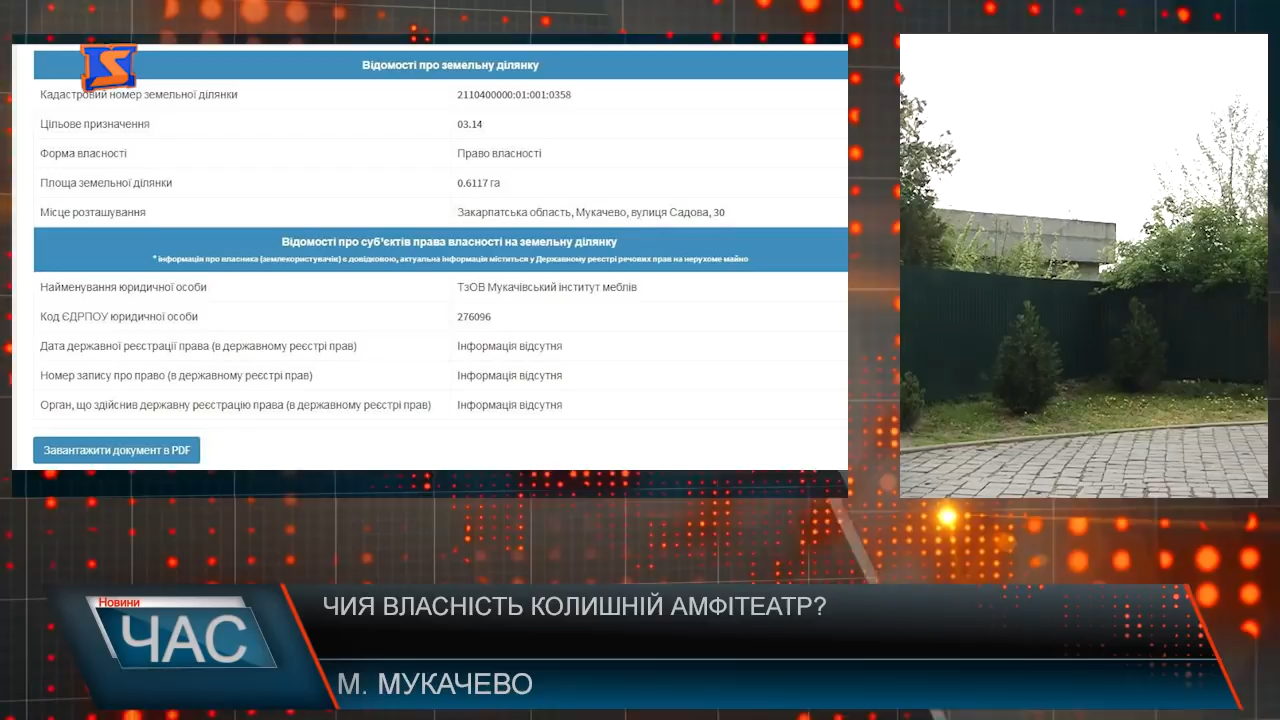 Відомості про земельну ділянку
Кадастровий номер земельної ділянки 2110400000:01:001:0358
Цільове призначення 03.14
Форма власності Право власності
Площа земельної ділянки 0.6117 га
Місце розташування Закарпатська область, Мукачево, вулиця Садова, 30
Відомості про суб'єктів права власності на земельну ділянку
* Інформація про власника (землекористувачів) є довідковою, актуальна інформація міститься у Державному реєстрі речових прав на нерухоме майно
Найменування юридичної особи ТзОВ Мукачівський інститут меблів
Код ЄДРПОУ юридичної особи 276096
Дата державної реєстрації права (в державному реєстрі прав) Інформація відсутня
Номер запису про право (в державному реєстрі прав) Інформація відсутня
Орган, що здійснив державну реєстрацію права (в державному реєстрі прав) Інформація відсутня
Завантажити документ в PDF
Новини
ЧАС
ЧИЯ ВЛАСНІСТЬ КОЛИШНІЙ АМФІТЕАТР?
М. МУКАЧЕВО